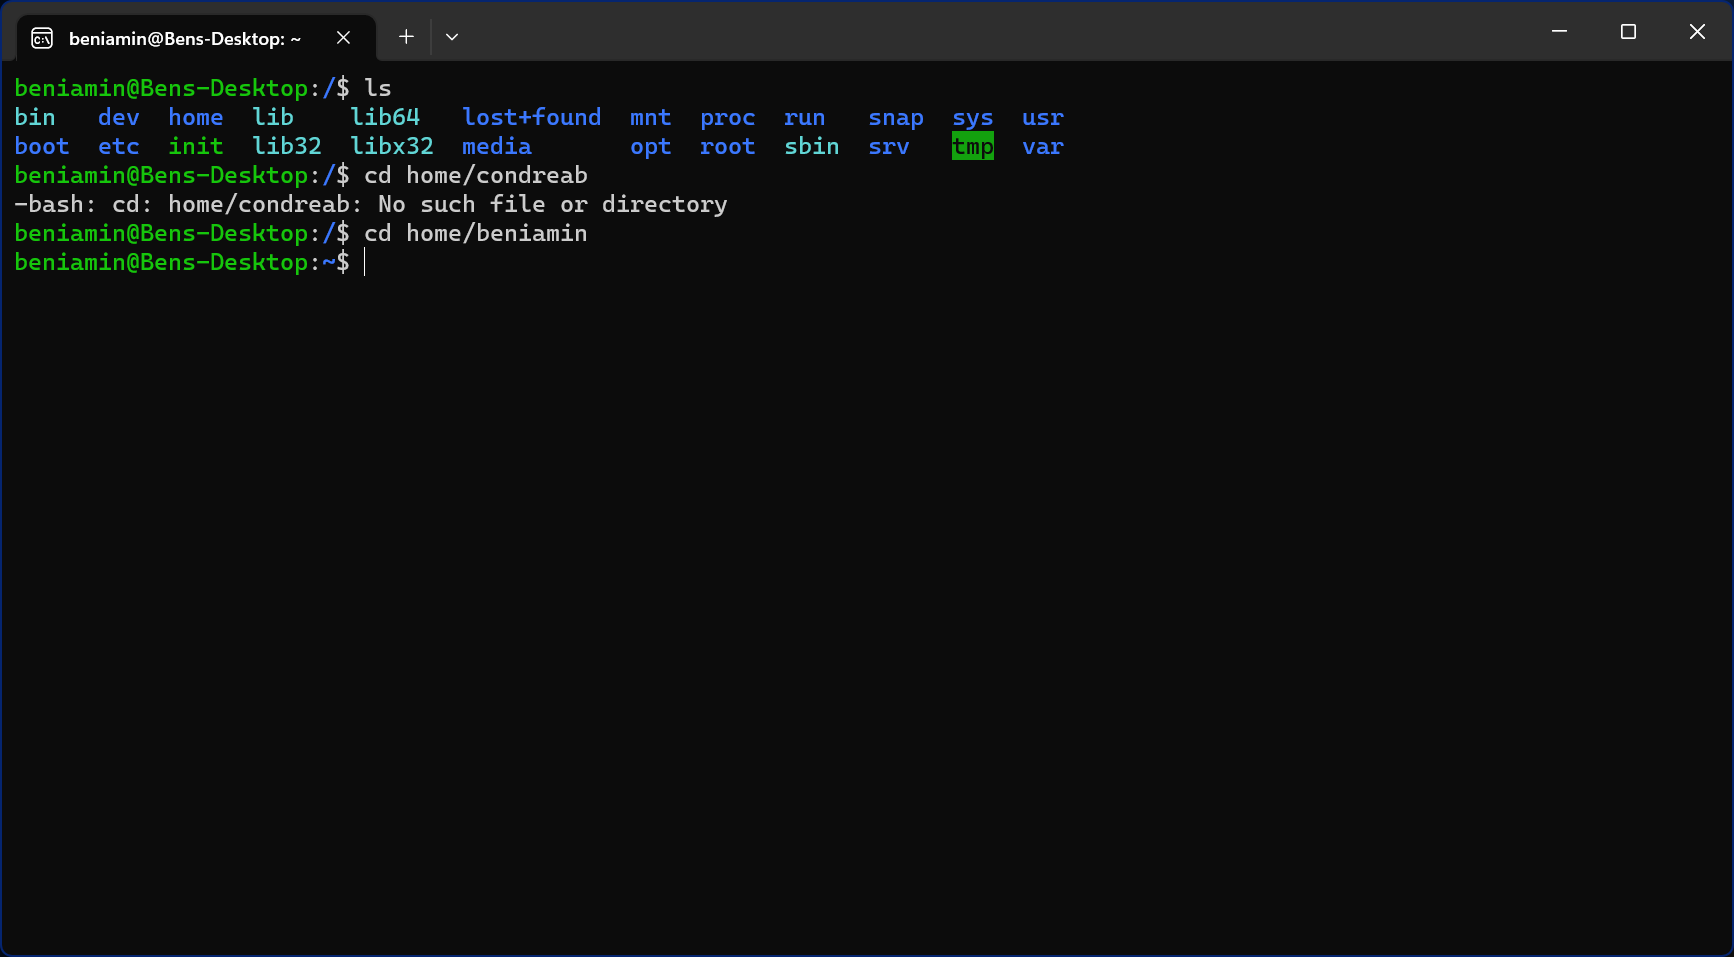 beniamin@Bens-Desktop: ~
beniamin@Bens-Desktop:/$ ls
bin   dev  home  lib    lib64   lost+found  mnt  proc  run   snap  sys  usr
boot  etc  init  lib32  libx32  media       opt  root  sbin  srv   tmp  var
beniamin@Bens-Desktop:/$ cd home/condreab
-bash: cd: home/condreab: No such file or directory
beniamin@Bens-Desktop:/$ cd home/beniamin
beniamin@Bens-Desktop:~$